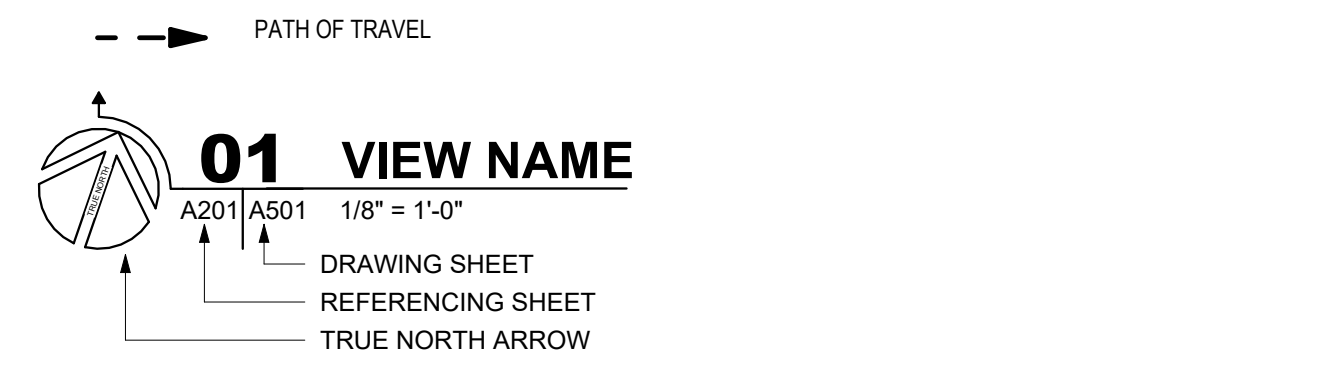 PATH OF TRAVEL
01 VIEW NAME
TRUE NORTH
A201 A501 1/8" = 1'-0"
DRAWING SHEET
REFERENCING SHEET
TRUE NORTH ARROW